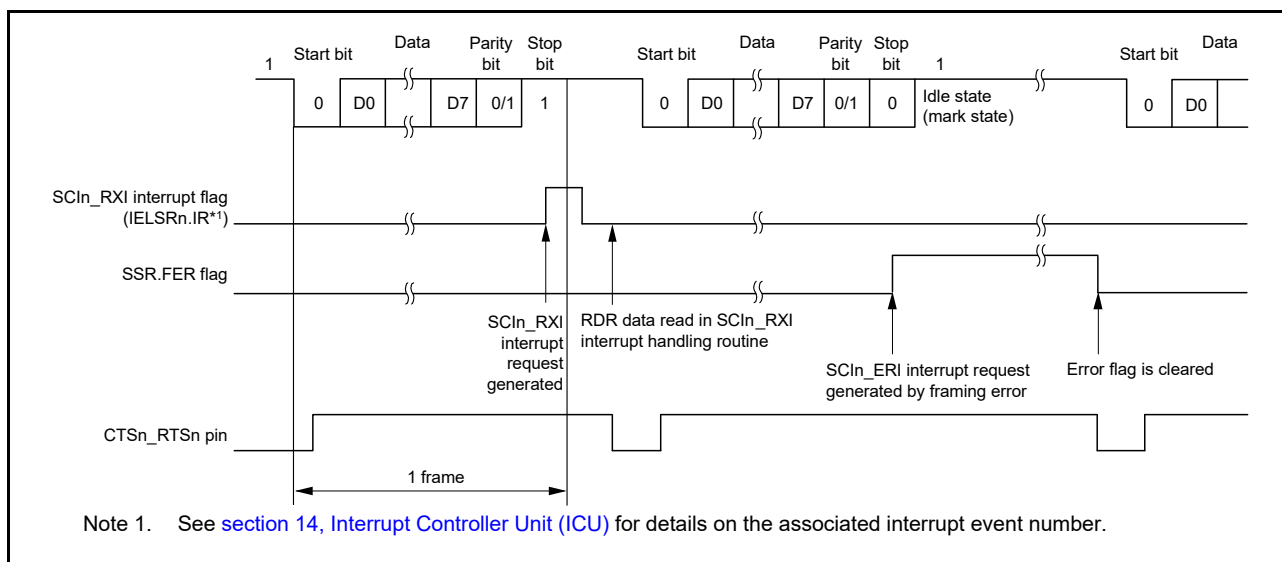 1
Start bit
Data
Parity
bit
Stop
bit
Start bit
Data
Parity
bit
Stop
bit
1
Start bit
Data
0
D0
D7
0/1
1
0
D0
D7
0/1
0
Idle state
(mark state)
0
D0
SCIn_RXI interrupt flag
(IELSRn.IR*1)
SSR.FER flag
SCIn_RXI
interrupt
request
generated
RDR data read in SCIn_RXI
interrupt handling routine
SCIn_ERI interrupt request
generated by framing error
Error flag is cleared
CTSn_RTSn pin
1 frame
Note 1. See section 14, Interrupt Controller Unit (ICU) for details on the associated interrupt event number.